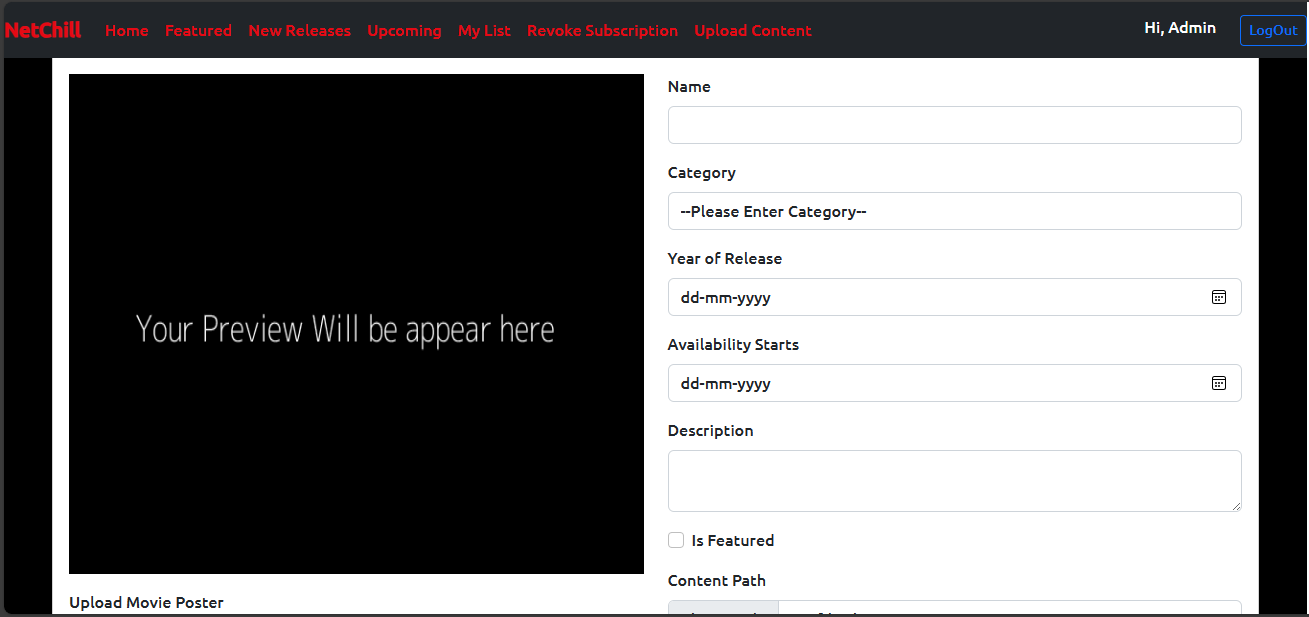 NetChill Home Featured New Releases Upcoming My List Revoke Subscription Upload Content Hi, Admin LogOut
Your Preview Will be appear here
Upload Movie Poster
Name
Category
--Please Enter Category--
Year of Release
dd-mm-yyyy
Availability Starts
dd-mm-yyyy
Description
Is Featured
Content Path